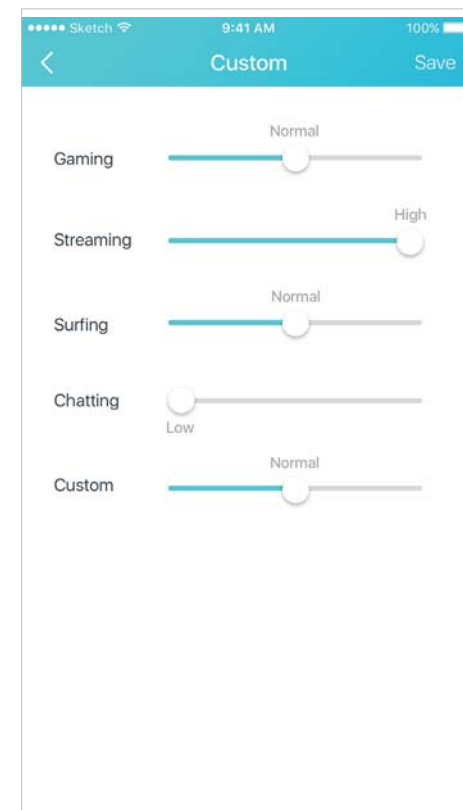 Sketch 9:41 AM 100%
Custom Save
Normal
Gaming
High
Streaming
Normal
Surfing
Chatting
Low
Normal
Custom